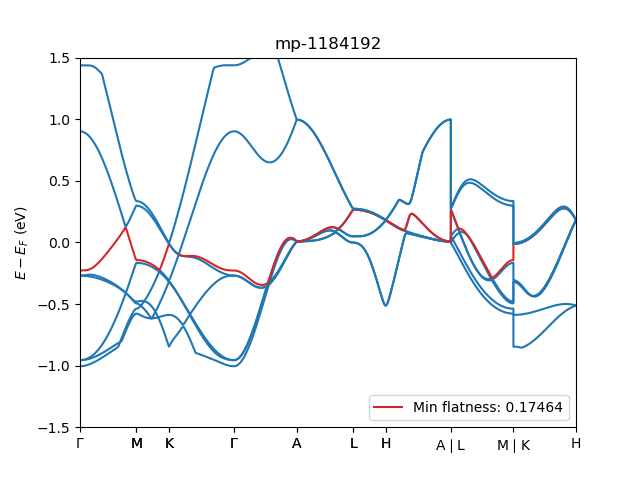 mp-1184192
E − E_F (eV)
1.5
1.0
0.5
0.0
−0.5
−1.0
−1.5
Min flatness: 0.17464
Γ M K Γ A L H A | L M | K H